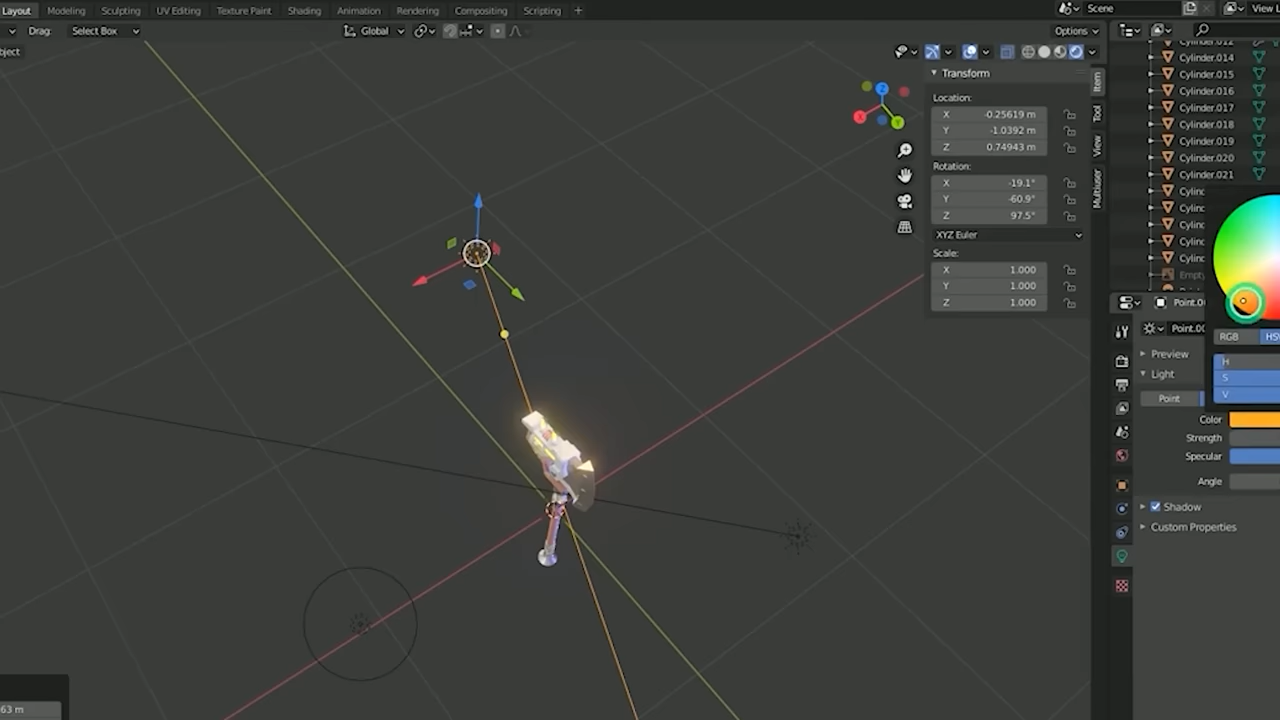 Layout Modeling Sculpting UV Editing Texture Paint Shading Animation Rendering Compositing Scripting + Scene View L
Drag: Select Box Global Options
bject
Cylinder.012
Cylinder.014
Cylinder.015
Cylinder.016
Cylinder.017
Cylinder.018
Cylinder.019
Cylinder.020
Cylinder.021
Cylind
Cylind
Cylind
Cylind
Cylind
Empty
Transform
Location:
X -0.25619 m
Y -1.0392 m
Z 0.74943 m
Rotation:
X -19.1°
Y -60.9°
Z 97.5°
XYZ Euler
Scale:
X 1.000
Y 1.000
Z 1.000
Item
Tool
View
Multiuser
Z
X
Y
Point.0
Point.00
RGB HS
H
S
V
Preview
Light
Point
Color
Strength
Specular
Angle
Shadow
Custom Properties
63 m